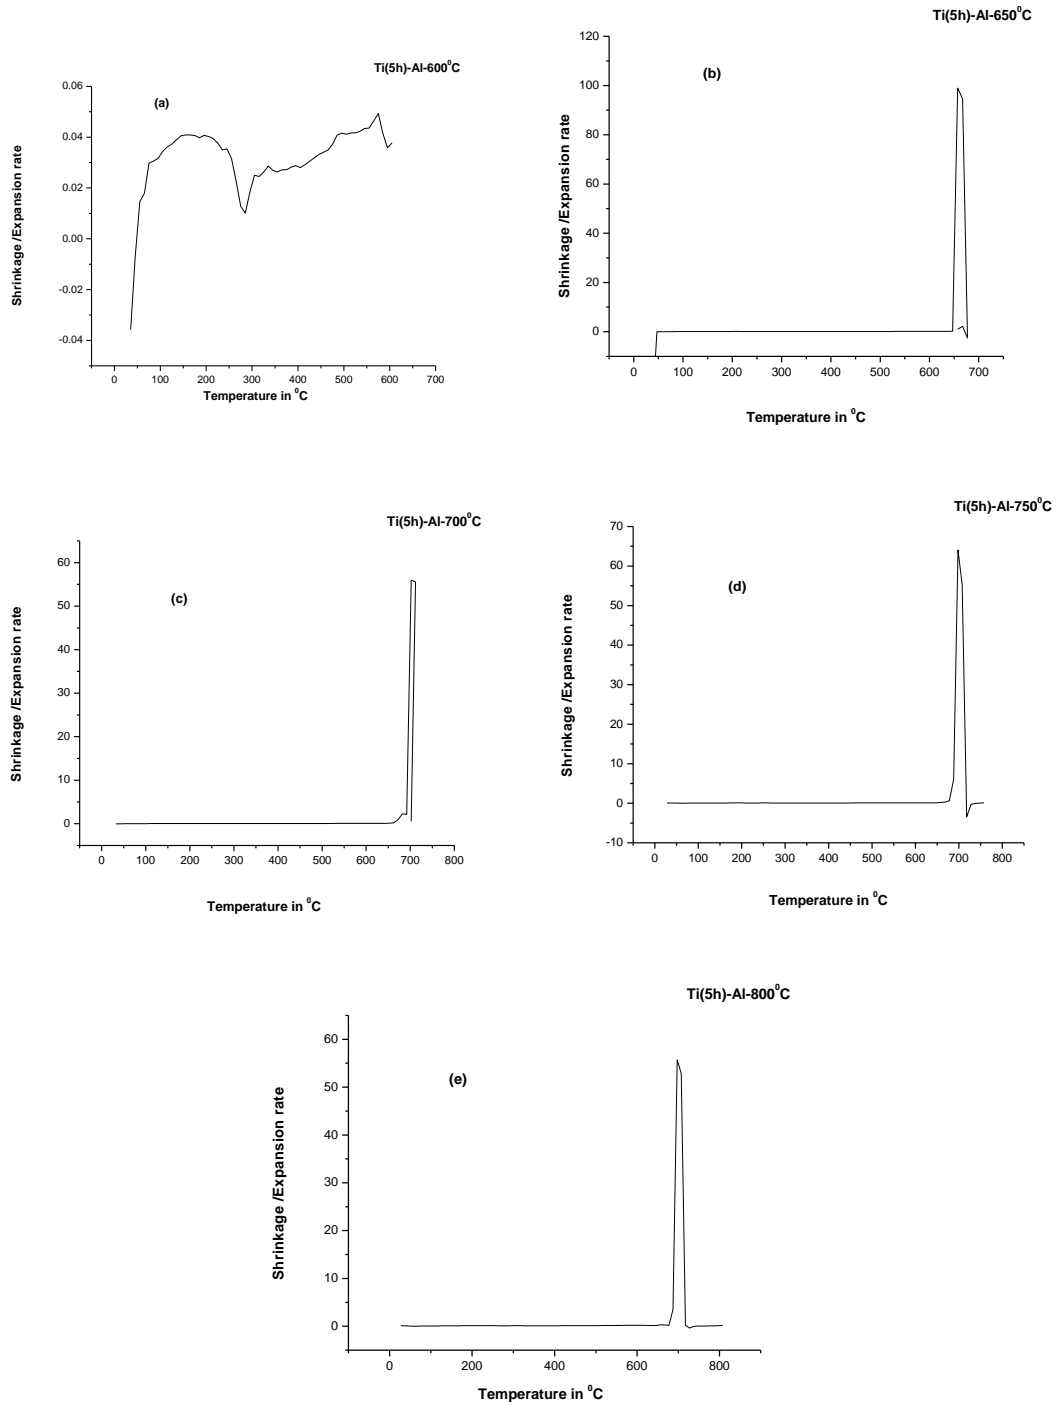 Ti(5h)-Al-600⁰C
(a)
Shrinkage /Expansion rate
0.06
0.04
0.02
0.00
-0.02
-0.04
0 100 200 300 400 500 600 700
Temperature in ⁰C
Ti(5h)-Al-650⁰C
(b)
Shrinkage /Expansion rate
120
100
80
60
40
20
0
0 100 200 300 400 500 600 700
Temperature in ⁰C
Ti(5h)-Al-700⁰C
(c)
Shrinkage /Expansion rate
60
55
50
45
40
35
30
25
20
15
10
5
0
0 100 200 300 400 500 600 700 800
Temperature in ⁰C
Ti(5h)-Al-750⁰C
(d)
Shrinkage /Expansion rate
70
60
50
40
30
20
10
0
-10
0 100 200 300 400 500 600 700 800
Temperature in ⁰C
Ti(5h)-Al-800⁰C
(e)
Shrinkage /Expansion rate
60
50
40
30
20
10
0
0 200 400 600 800
Temperature in ⁰C